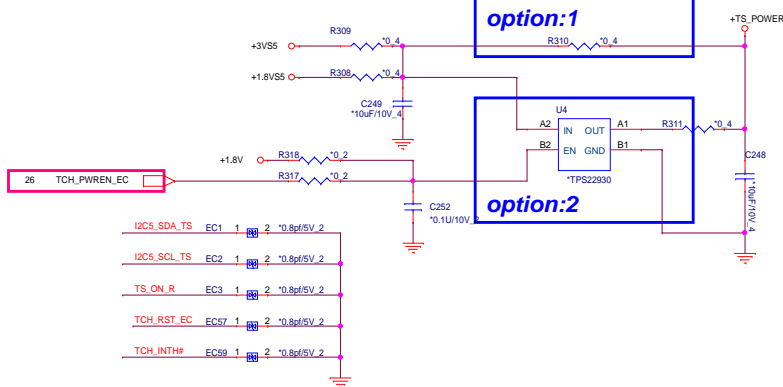 option:1
+TS_POWER
R309
+3VS5
*0_4
R310
*0_4
R308
+1.8VS5
*0_4
C249
*10uF/10V_4
U4
A2
IN
OUT
A1
R311
*0_4
B2
EN
GND
B1
*TPS22930
C248
*10uF/10V_4
+1.8V
R318
*0_2
26
TCH_PWREN_EC
R317
*0_2
C252
*0.1U/10V_2
option:2
I2C5_SDA_TS
EC1
1
2
*0.8pf/5V_2
I2C5_SCL_TS
EC2
1
2
*0.8pf/5V_2
TS_ON_R
EC3
1
2
*0.8pf/5V_2
TCH_RST_EC
EC57
1
2
*0.8pf/5V_2
TCH_INTH#
EC59
1
2
*0.8pf/5V_2